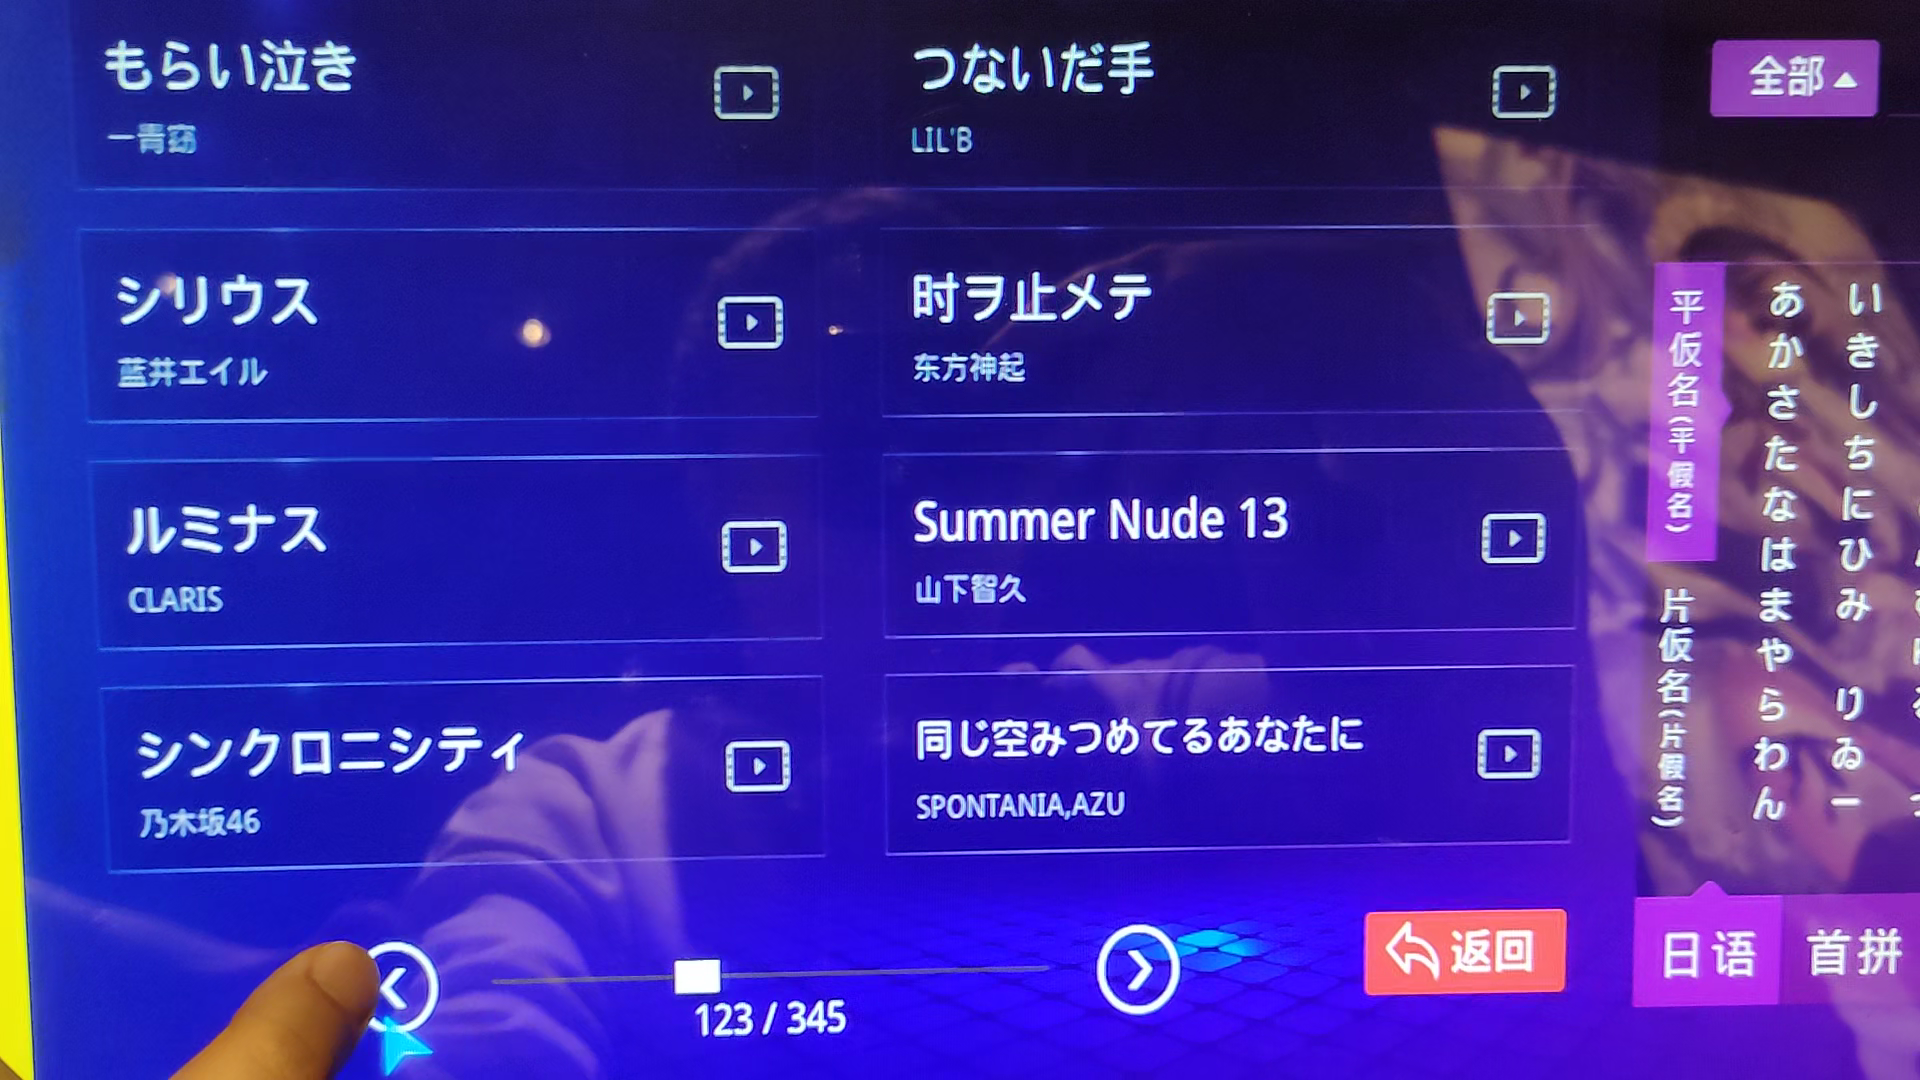 もらい泣き
一青窈
つないだ手
LIL'B
シリウス
蓝井エイル
时ヲ止メテ
东方神起
ルミナス
CLARIS
Summer Nude 13
山下智久
シンクロニシティ
乃木坂46
同じ空みつめてるあなたに
SPONTANIA,AZU
123 / 345
返回
全部
平仮名(平假名)
片仮名(片假名)
あかさたなはまやらわん
いきしちにひみ りゐー
日语
首拼